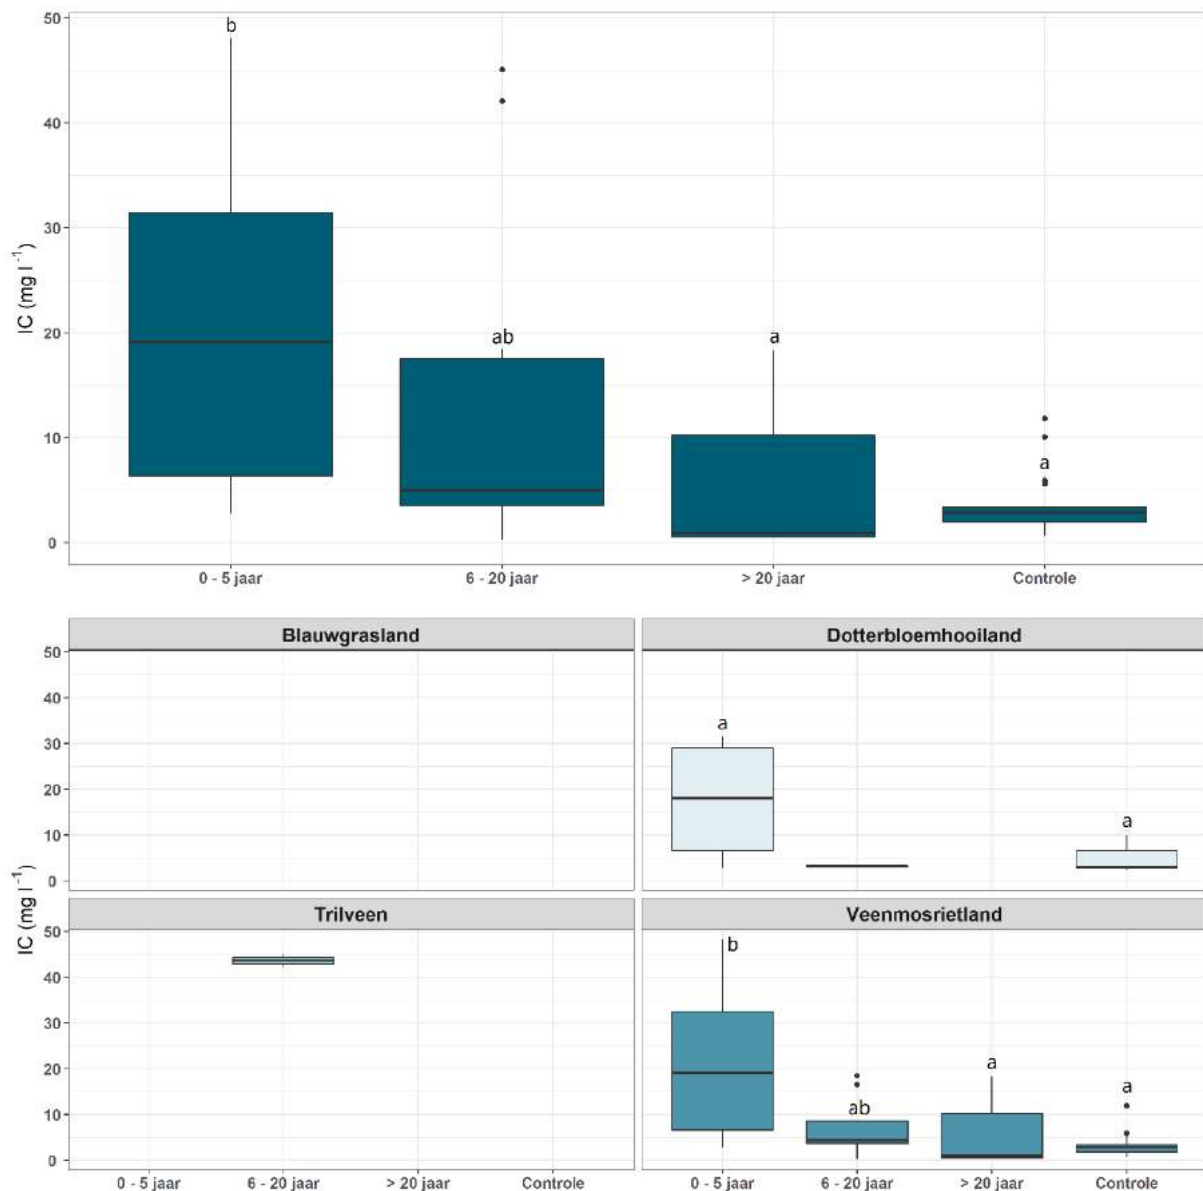 50
40
30
20
10
0
IC (mg l⁻¹)
b
ab
a
a
0 - 5 jaar
6 - 20 jaar
> 20 jaar
Controle
Blauwgrasland
Dotterbloemhooiland
50
40
30
20
10
0
a
a
IC (mg l⁻¹)
Trilveen
Veenmosrietland
50
40
30
20
10
0
b
ab
a
a
0 - 5 jaar
6 - 20 jaar
> 20 jaar
Controle
0 - 5 jaar
6 - 20 jaar
> 20 jaar
Controle